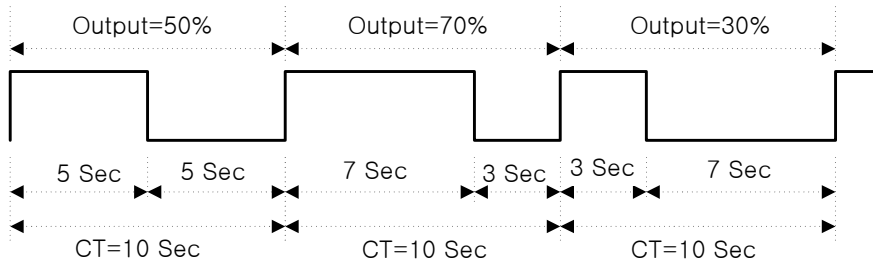 Output=50% Output=70% Output=30%
5 Sec 5 Sec 7 Sec 3 Sec 3 Sec 7 Sec
CT=10 Sec CT=10 Sec CT=10 Sec